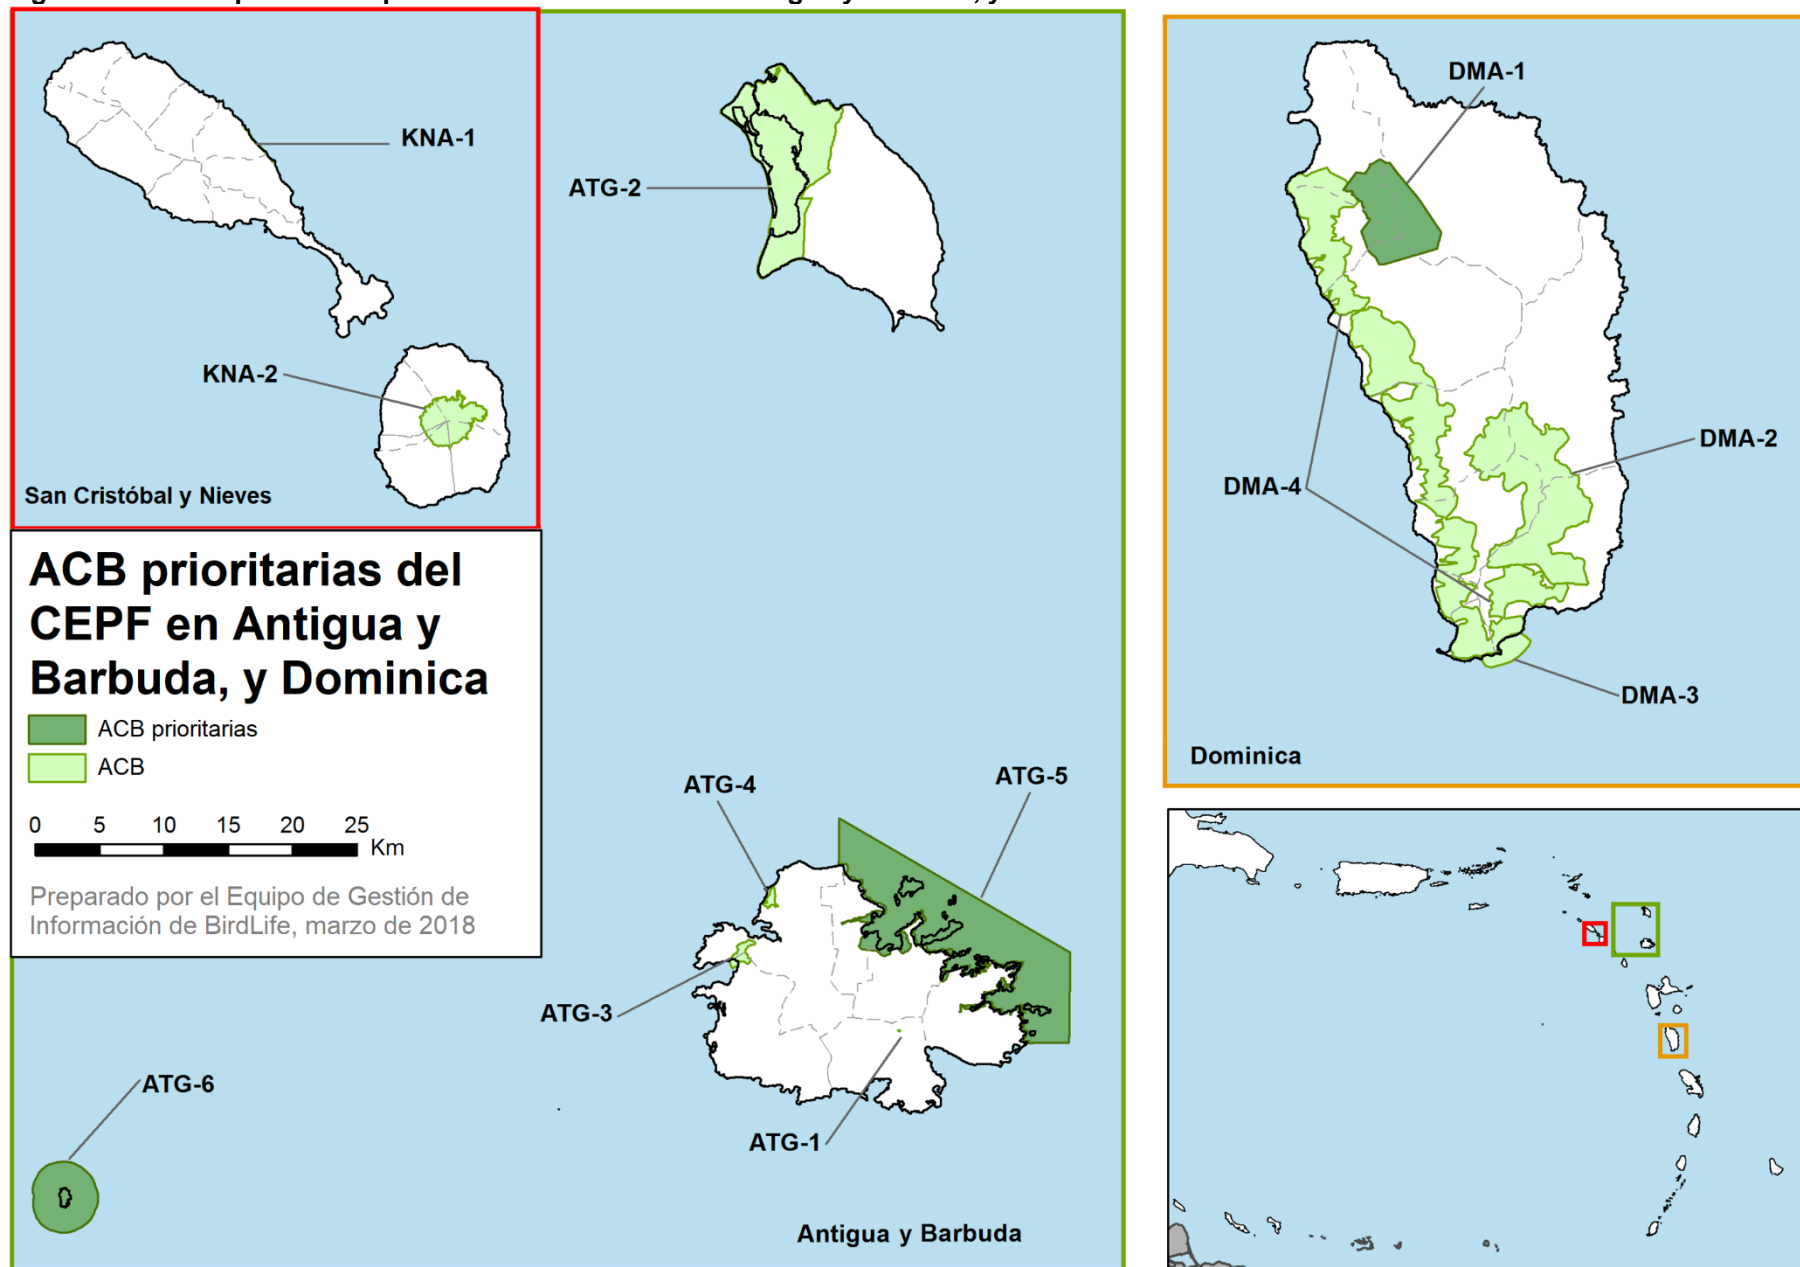 KNA-1
KNA-2
San Cristóbal y Nieves
ACB prioritarias del
CEPF en Antigua y
Barbuda, y Dominica
ACB prioritarias
ACB
0 5 10 15 20 25
Km
Preparado por el Equipo de Gestión de
Información de BirdLife, marzo de 2018
ATG-2
ATG-4
ATG-5
ATG-3
ATG-6
ATG-1
Antigua y Barbuda
DMA-1
DMA-2
DMA-4
DMA-3
Dominica